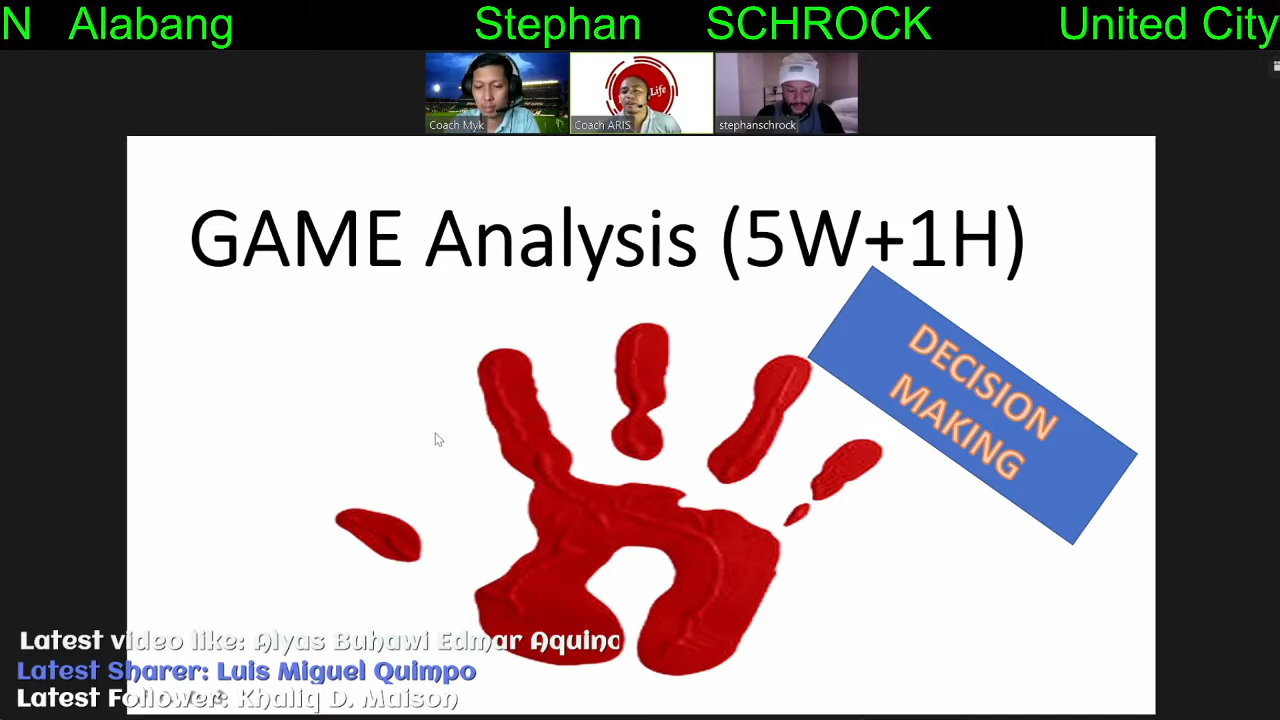 N Alabang Stephan SCHROCK United City
Life
Coach Myk
Coach ARIS
stephanschrock
GAME Analysis (5W+1H)
DECISION
MAKING
Latest video like: Alyas Buhawi Edmar Aquino
Latest Sharer: Luis Miguel Quimpo
Latest Follower: Khaliq D. Maison